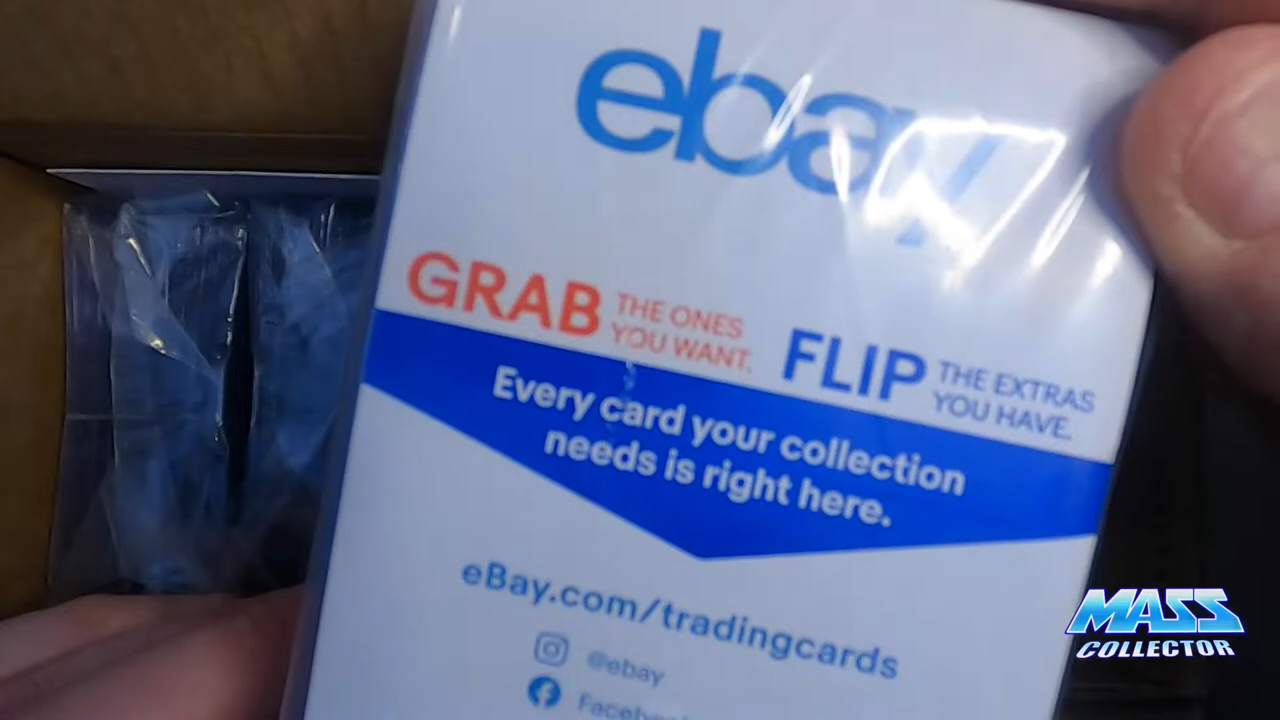 ebay
GRAB THE ONES YOU WANT.
FLIP THE EXTRAS YOU HAVE.
Every card your collection
needs is right here.
eBay.com/tradingcards
@ebay
MASS
COLLECTOR